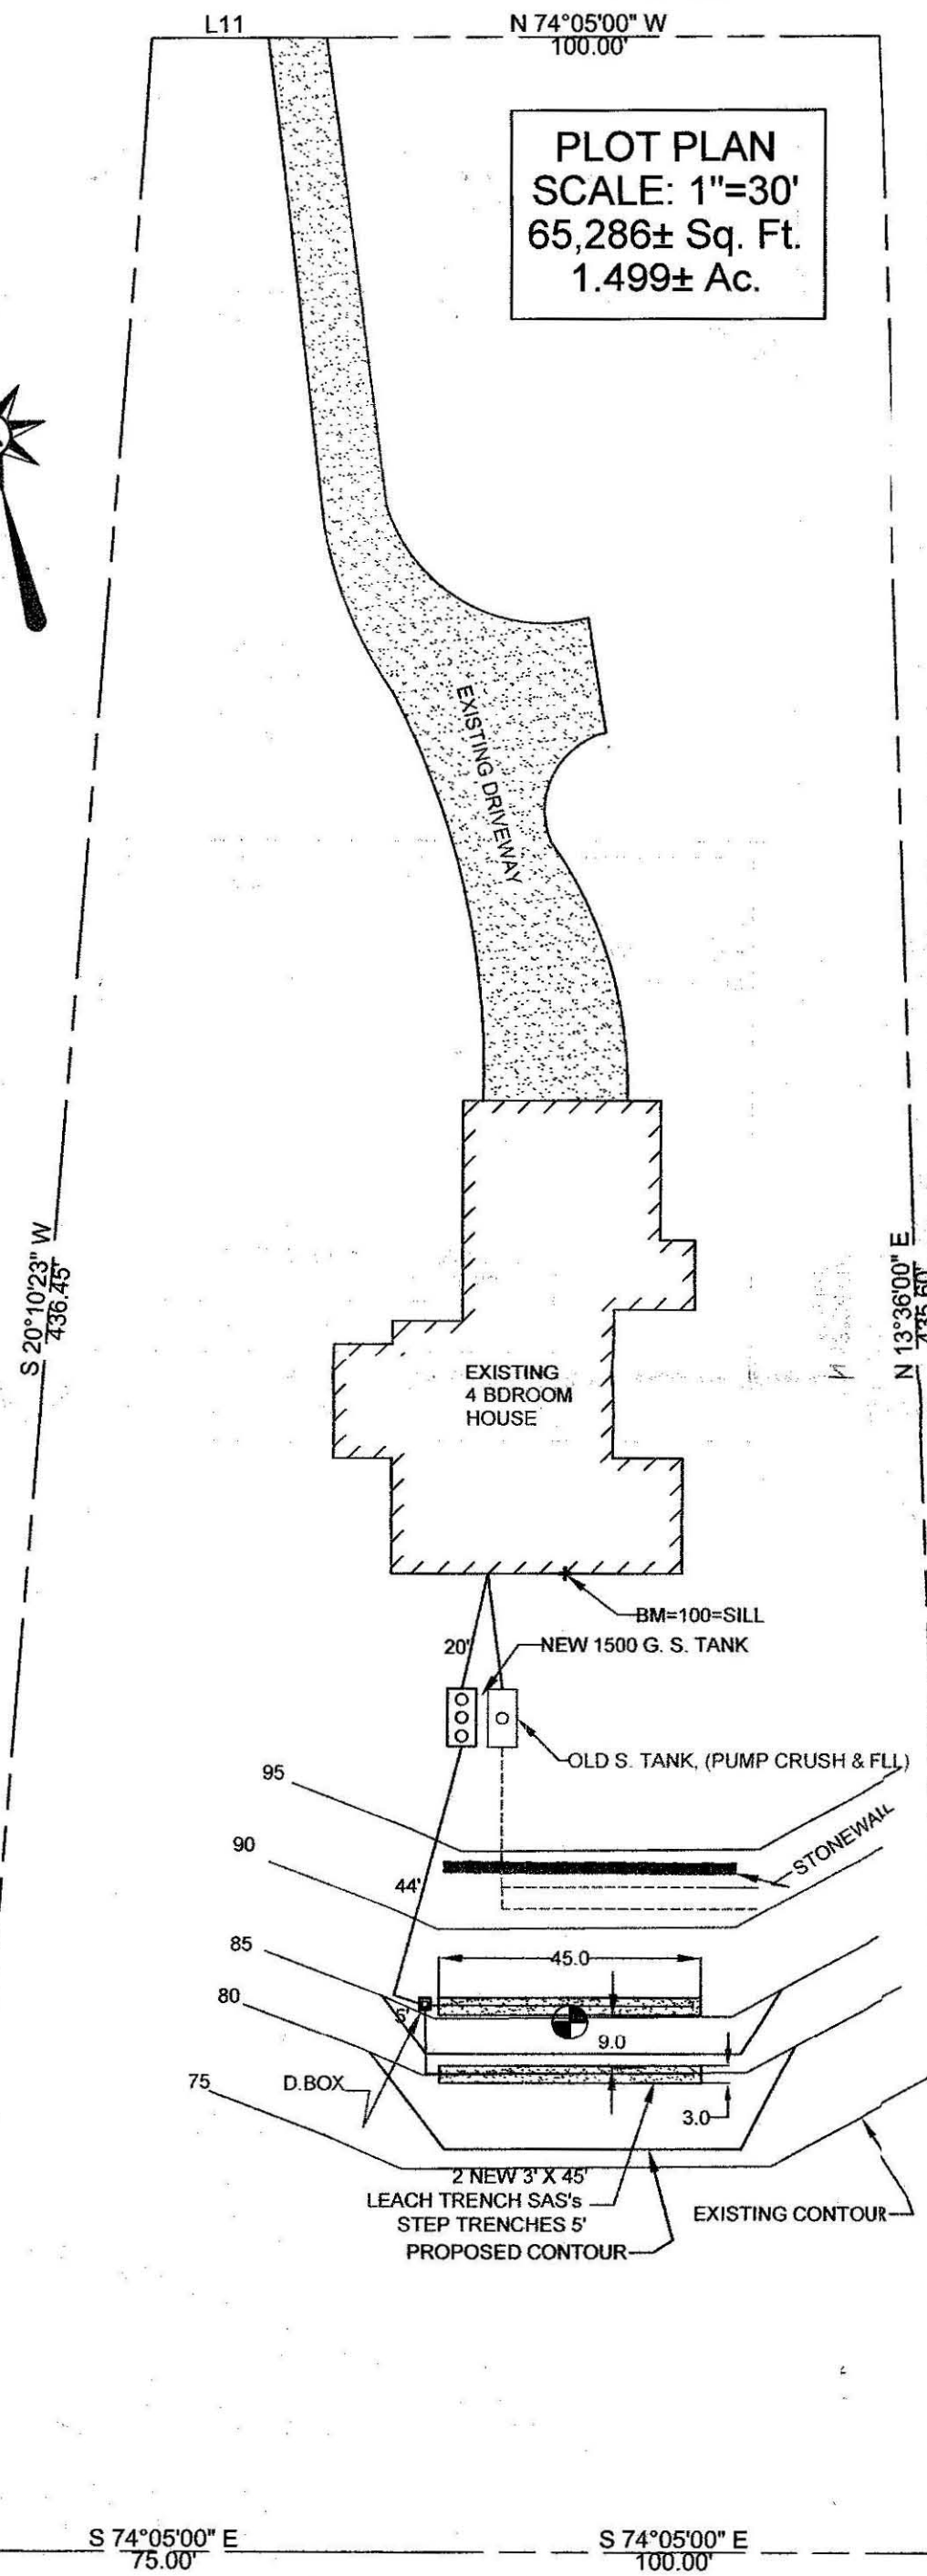 L11
N 74°05'00" W
100.00'
PLOT PLAN
SCALE: 1"=30'
65,286± Sq. Ft.
1.499± Ac.
EXISTING DRIVEWAY
S 20°10'23" W
436.45'
N 13°36'00" E
435.60'
EXISTING
4 BDROOM
HOUSE
BM=100=SILL
20'
NEW 1500 G. S. TANK
OLD S. TANK, (PUMP CRUSH & FLL)
95
STONEWALL
90
44'
85
45.0
80
5'
9.0
75
D.BOX
3.0
2 NEW 3' X 45'
LEACH TRENCH SAS's
STEP TRENCHES 5'
PROPOSED CONTOUR
EXISTING CONTOUR
S 74°05'00" E
75.00'
S 74°05'00" E
100.00'